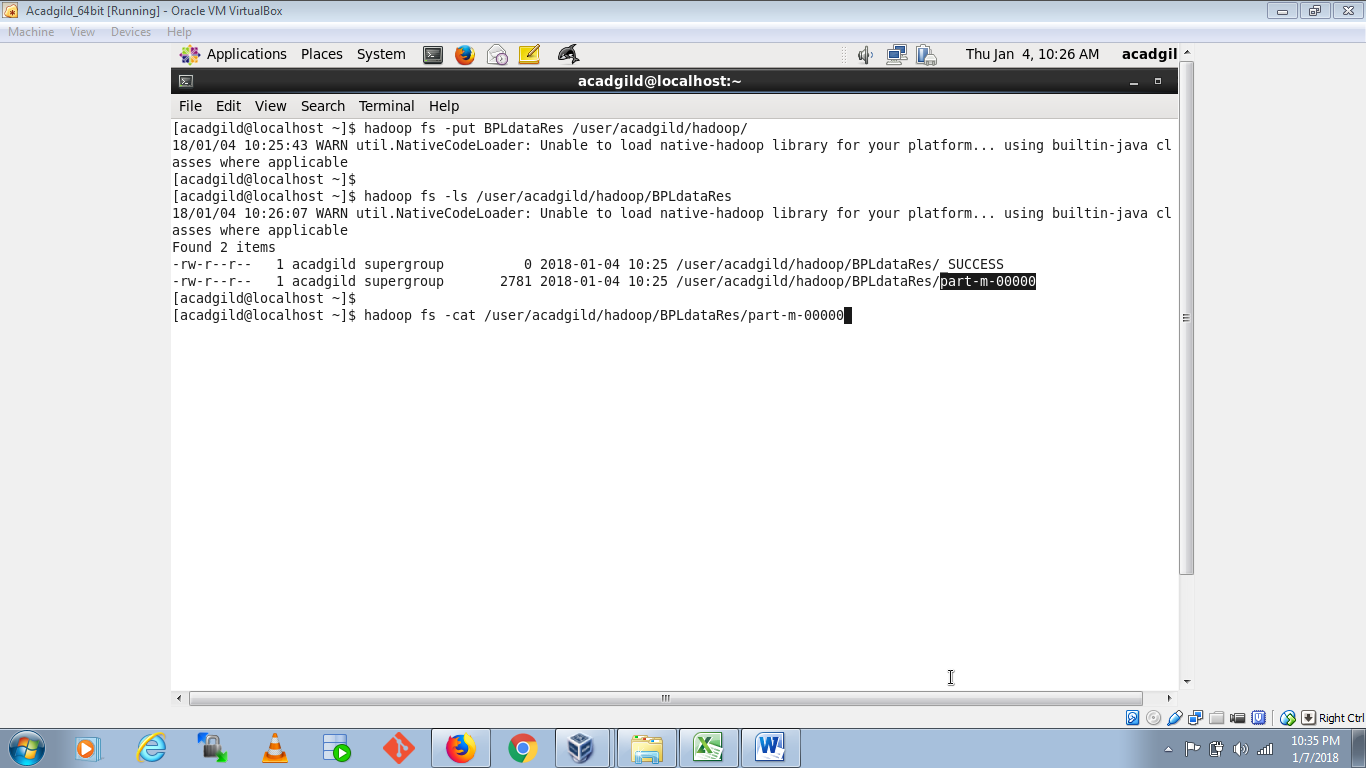 Acadgild_64bit [Running] - Oracle VM VirtualBox
Machine View Devices Help
Applications Places System Thu Jan 4, 10:26 AM acadgil
acadgild@localhost:~
File Edit View Search Terminal Help
[acadgild@localhost ~]$ hadoop fs -put BPLdataRes /user/acadgild/hadoop/
18/01/04 10:25:43 WARN util.NativeCodeLoader: Unable to load native-hadoop library for your platform... using builtin-java cl
asses where applicable
[acadgild@localhost ~]$
[acadgild@localhost ~]$ hadoop fs -ls /user/acadgild/hadoop/BPLdataRes
18/01/04 10:26:07 WARN util.NativeCodeLoader: Unable to load native-hadoop library for your platform... using builtin-java cl
asses where applicable
Found 2 items
-rw-r--r-- 1 acadgild supergroup 0 2018-01-04 10:25 /user/acadgild/hadoop/BPLdataRes/_SUCCESS
-rw-r--r-- 1 acadgild supergroup 2781 2018-01-04 10:25 /user/acadgild/hadoop/BPLdataRes/part-m-00000
[acadgild@localhost ~]$
[acadgild@localhost ~]$ hadoop fs -cat /user/acadgild/hadoop/BPLdataRes/part-m-00000
Right Ctrl
10:35 PM
1/7/2018